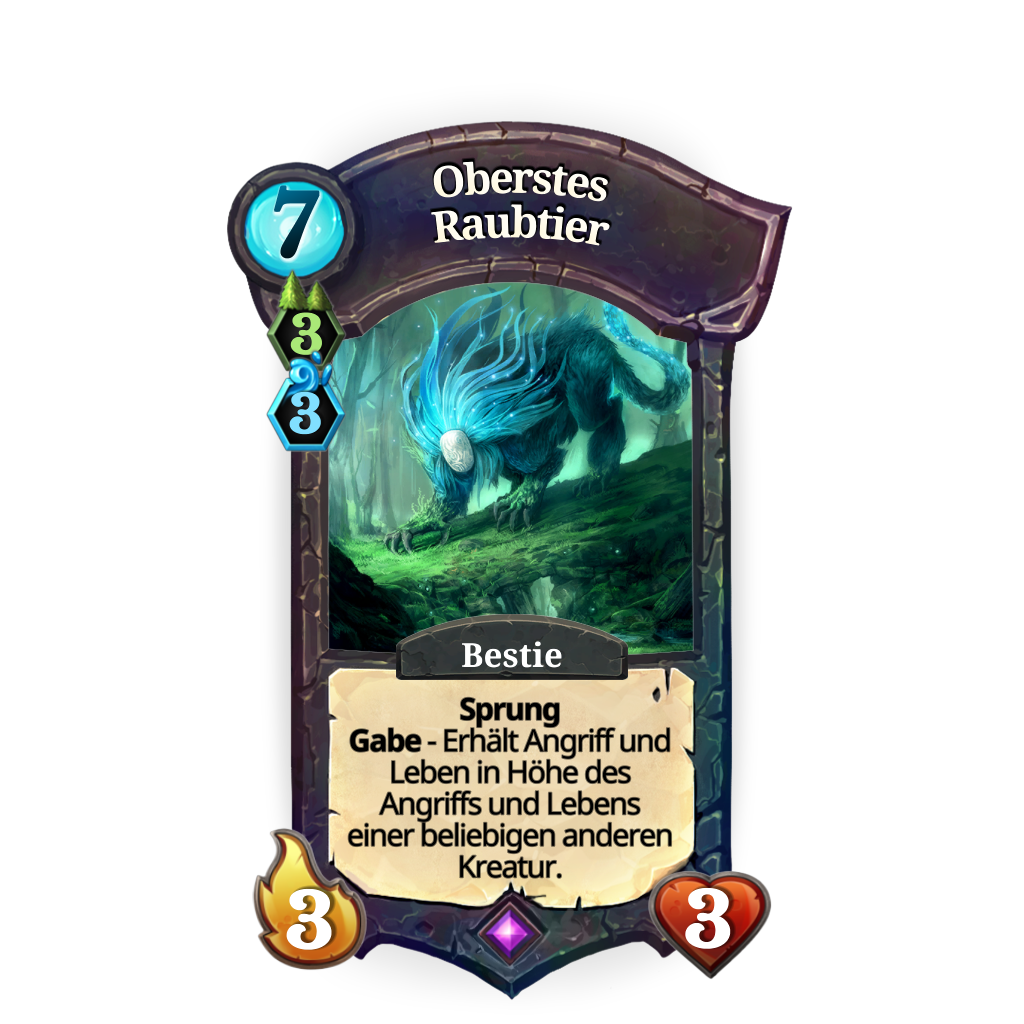 Oberstes
Raubtier
7
3
3
Bestie
Sprung
Gabe - Erhält Angriff und
Leben in Höhe des
Angriffs und Lebens
einer beliebigen anderen
Kreatur.
3
3